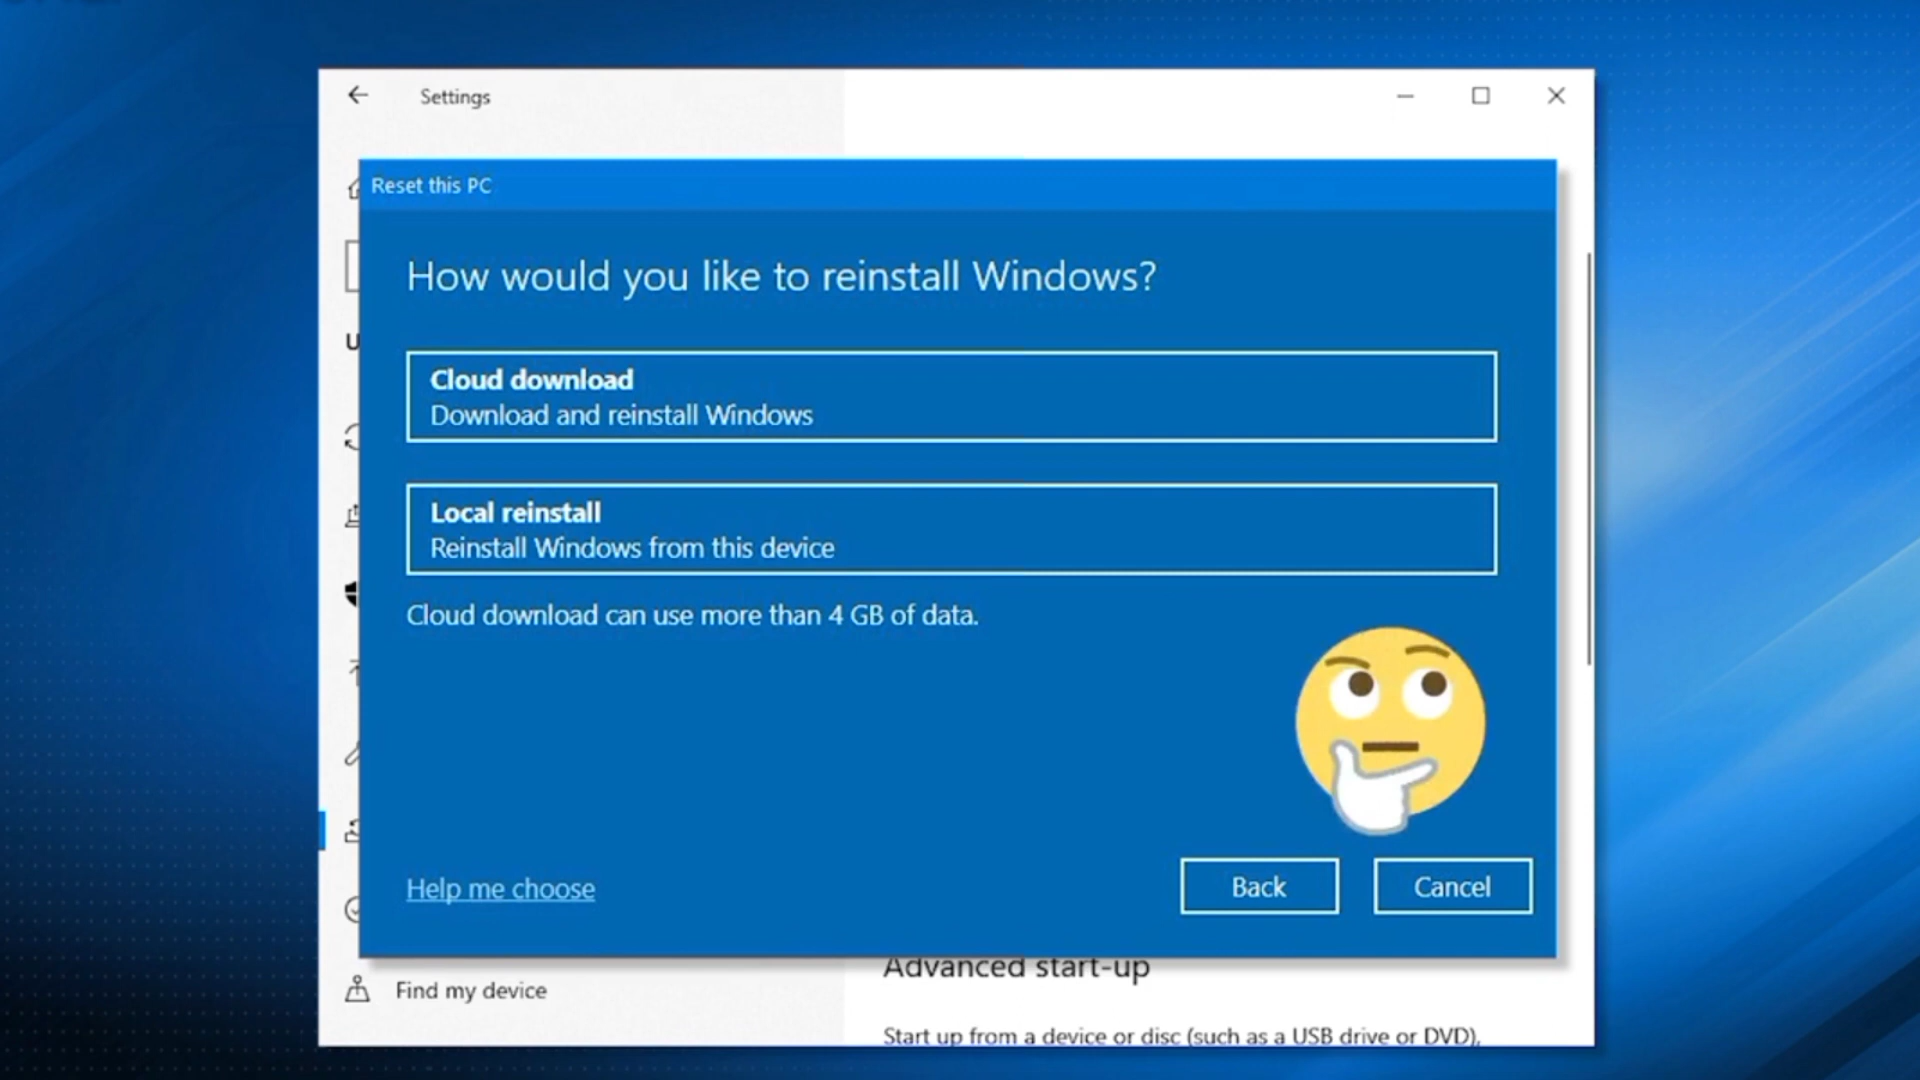 Settings
Reset this PC
How would you like to reinstall Windows?
Cloud download
Download and reinstall Windows
Local reinstall
Reinstall Windows from this device
Cloud download can use more than 4 GB of data.
Help me choose
Back
Cancel
Advanced start-up
Find my device
Start up from a device or disc (such as a USB drive or DVD),